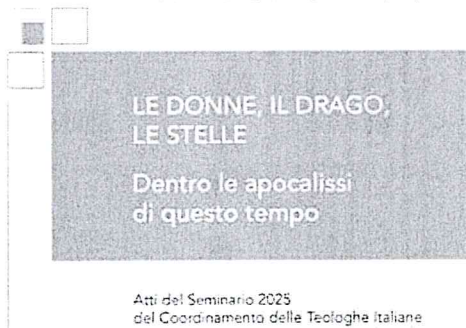 LE DONNE, IL DRAGO,
LE STELLE
Dentro le apocalissi
di questo tempo
Atti del Seminario 2025
del Coordinamento delle Teologhe Italiane